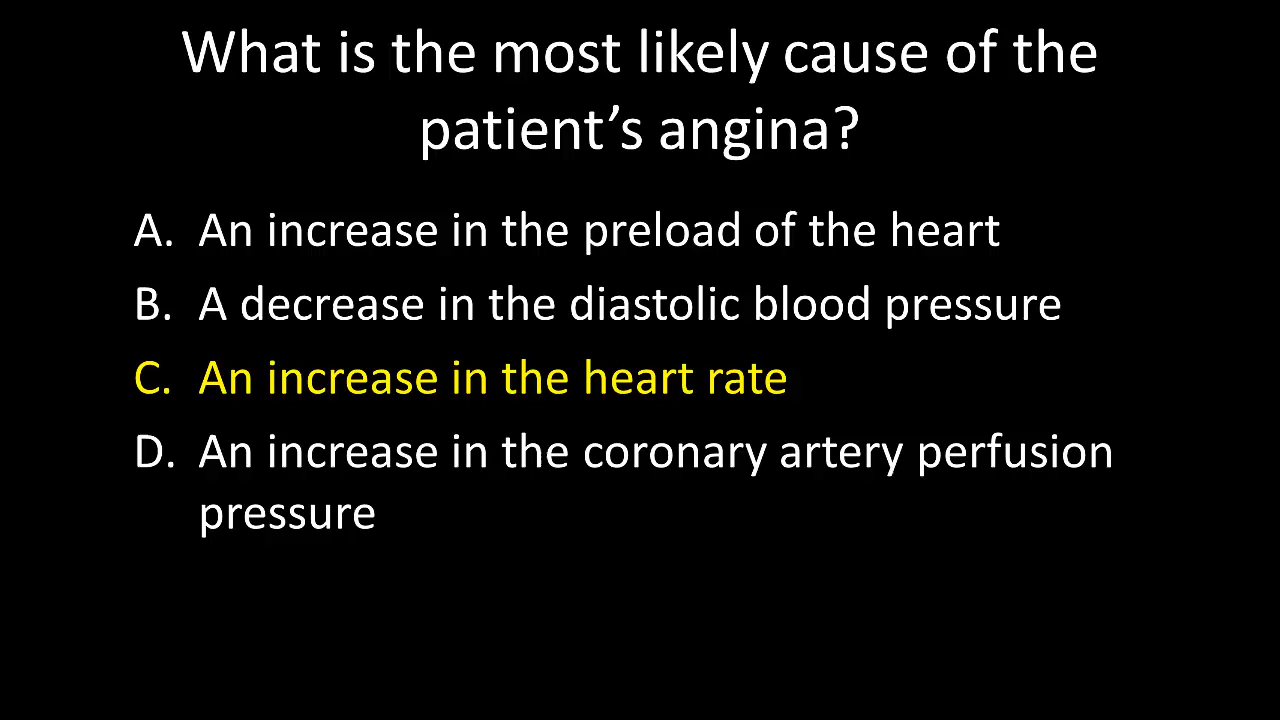 What is the most likely cause of the
patient’s angina?
A. An increase in the preload of the heart
B. A decrease in the diastolic blood pressure
C. An increase in the heart rate
D. An increase in the coronary artery perfusion
pressure